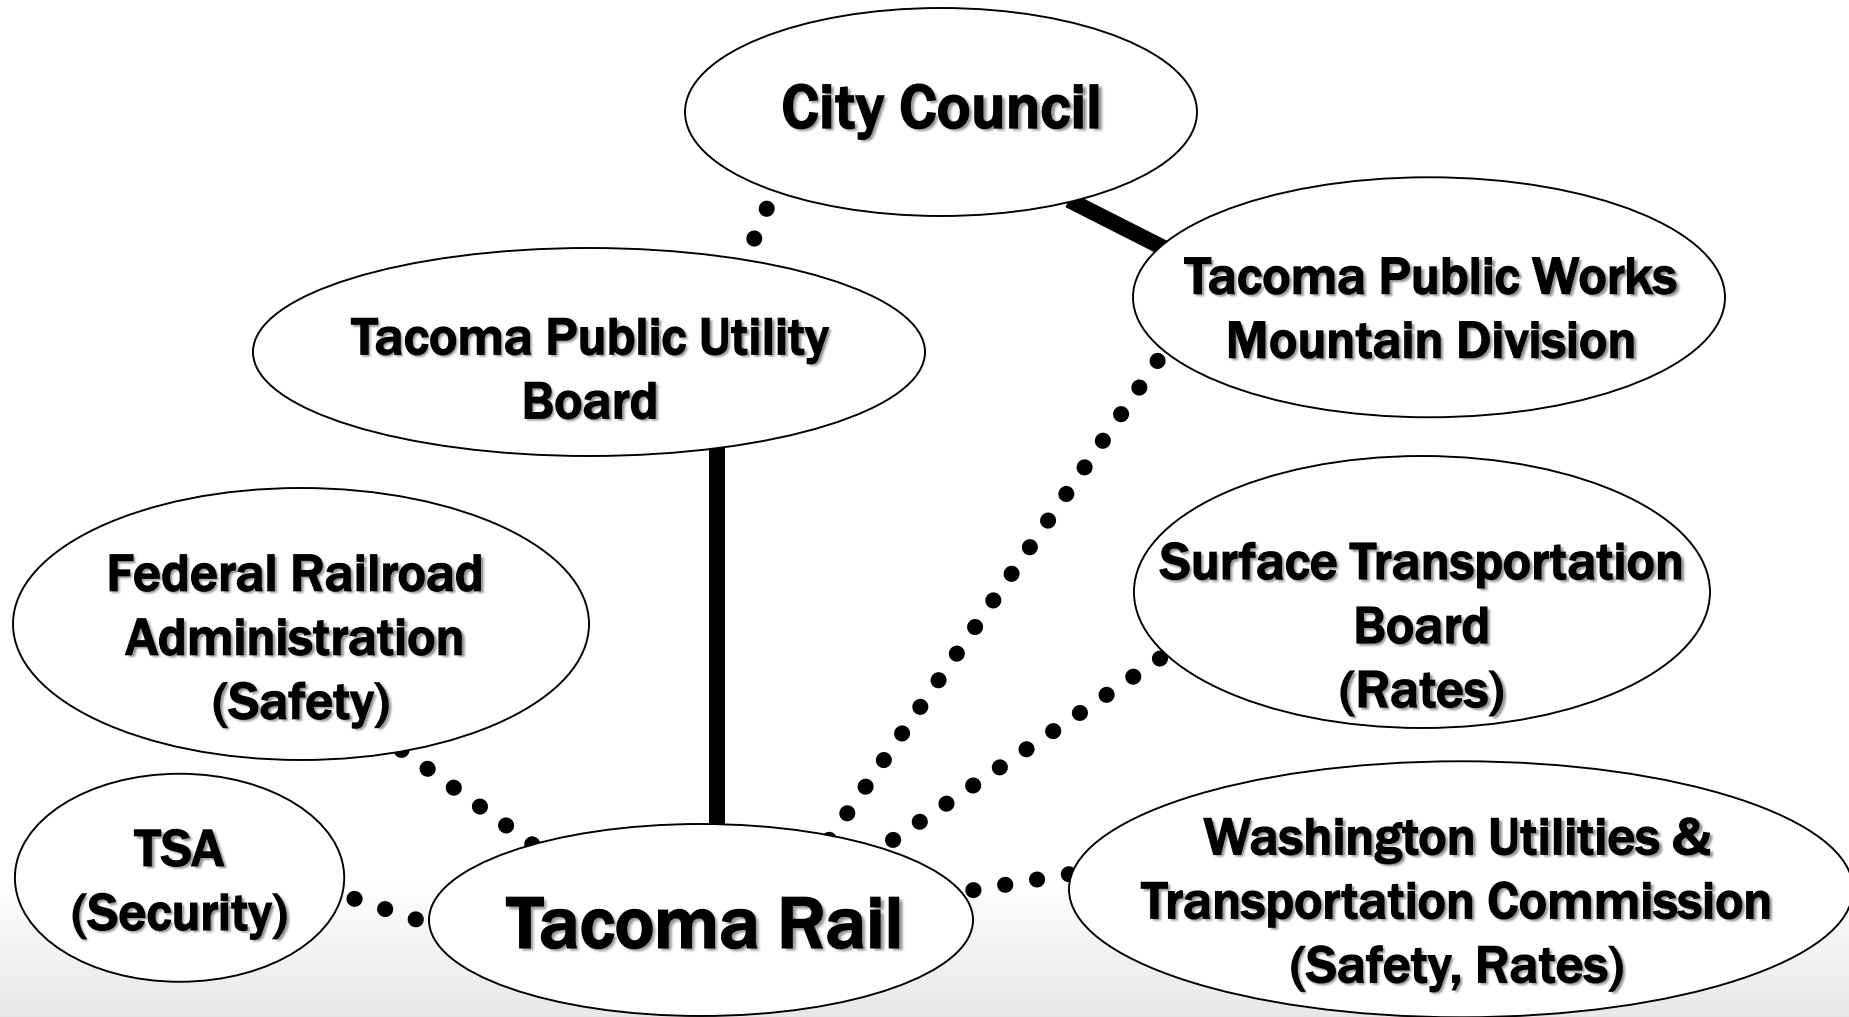 City Council
Tacoma Public Works
Mountain Division
Tacoma Public Utility
Board
Federal Railroad
Administration
(Safety)
Surface Transportation
Board
(Rates)
TSA
(Security)
Tacoma Rail
Washington Utilities &
Transportation Commission
(Safety, Rates)